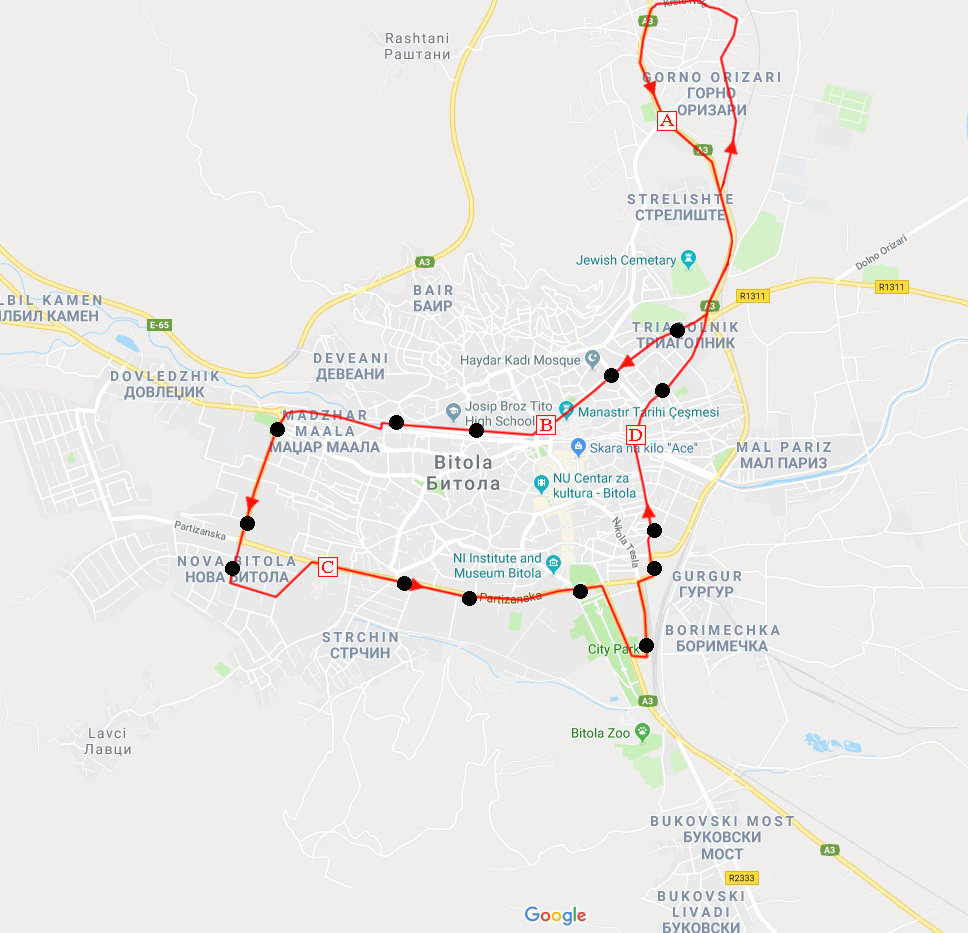 Rashtani
Раштани
A3
GORNO ORIZARI
ГОРНО
ОРИЗАРИ
A
A3
STRELISHTE
СТРЕЛИШТЕ
Dolno Orizari
Jewish Cemetary
A3
R1311
R1311
BAIR
БАИР
LBIL KAMEN
ЛБИЛ КАМЕН
A3
E-65
TRIAGOLNIK
ТРИАГОЛНИК
DEVEANI
ДЕВЕАНИ
Haydar Kadı Mosque
DOVLEDZHIK
ДОВЛЕЏИК
MADZHAR
MAALA
МАЏАР МААЛА
Josip Broz Tito
High School
Manastır Tarihi Çeşmesi
B
D
Skara na kilo "Ace"
MAL PARIZ
МАЛ ПАРИЗ
Bitola
Битола
NU Centar za
kultura - Bitola
Partizanska
Nikola Tesla
NOVA BITOLA
НОВА БИТОЛА
C
NI Institute and
Museum Bitola
GURGUR
ГУРГУР
Partizanska
BORIMECHKA
БОРИМЕЧКА
STRCHIN
СТРЧИН
City Park
A3
Lavci
Лавци
Bitola Zoo
BUKOVSKI MOST
БУКОВСКИ
МОСТ
A3
R2333
BUKOVSKI
LIVADI
БУКОВСКИ
Google